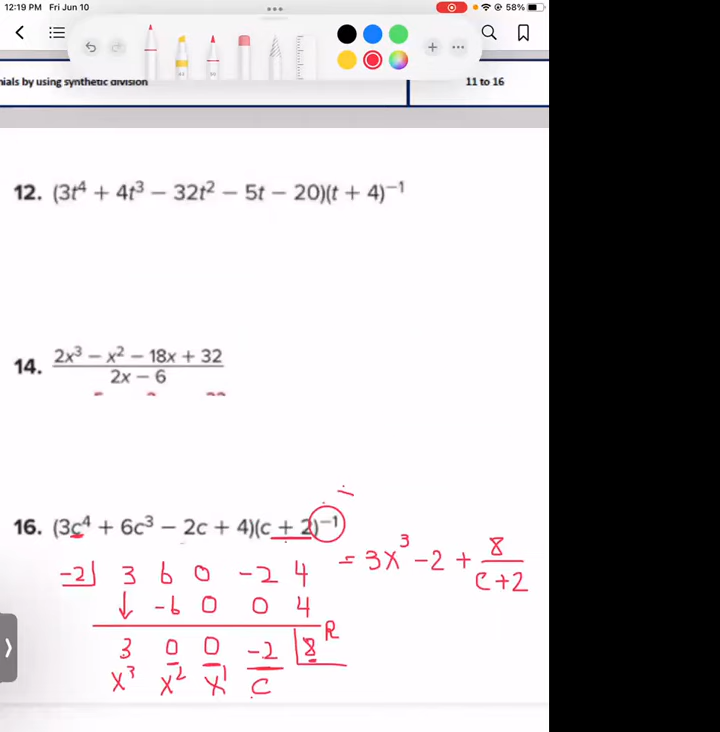 12:19 PM Fri Jun 10
58%
nials by using synthetic division
11 to 16
12. (3t⁴ + 4t³ − 32t² − 5t − 20)(t + 4)⁻¹
14. 2x³ − x² − 18x + 32
2x − 6
16. (3c⁴ + 6c³ − 2c + 4)(c + 2)⁻¹ ÷
= 3x³ - 2 + 8/(c+2)
-2| 3 6 0 -2 4
↓ -6 0 0 4
3 0 0 -2 |8 R
x³ x² x¹ c